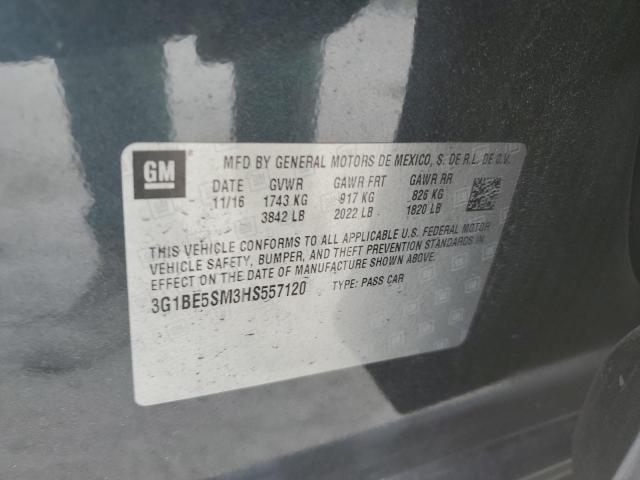 GM
MFD BY GENERAL MOTORS DE MEXICO, S. DE R.L. DE C.V.
DATE GVWR GAWR FRT GAWR RR
11/16 1743 KG 917 KG 826 KG
3842 LB 2022 LB 1820 LB
THIS VEHICLE CONFORMS TO ALL APPLICABLE U.S. FEDERAL MOTOR
VEHICLE SAFETY, BUMPER, AND THEFT PREVENTION STANDARDS IN
EFFECT ON THE DATE OF MANUFACTURE SHOWN ABOVE.
3G1BE5SM3HS557120 TYPE: PASS CAR